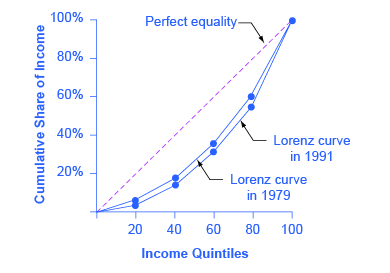 100%
80%
60%
40%
20%
Cumulative Share of Income
Perfect equality
Lorenz curve
in 1991
Lorenz curve
in 1979
20 40 60 80 100
Income Quintiles